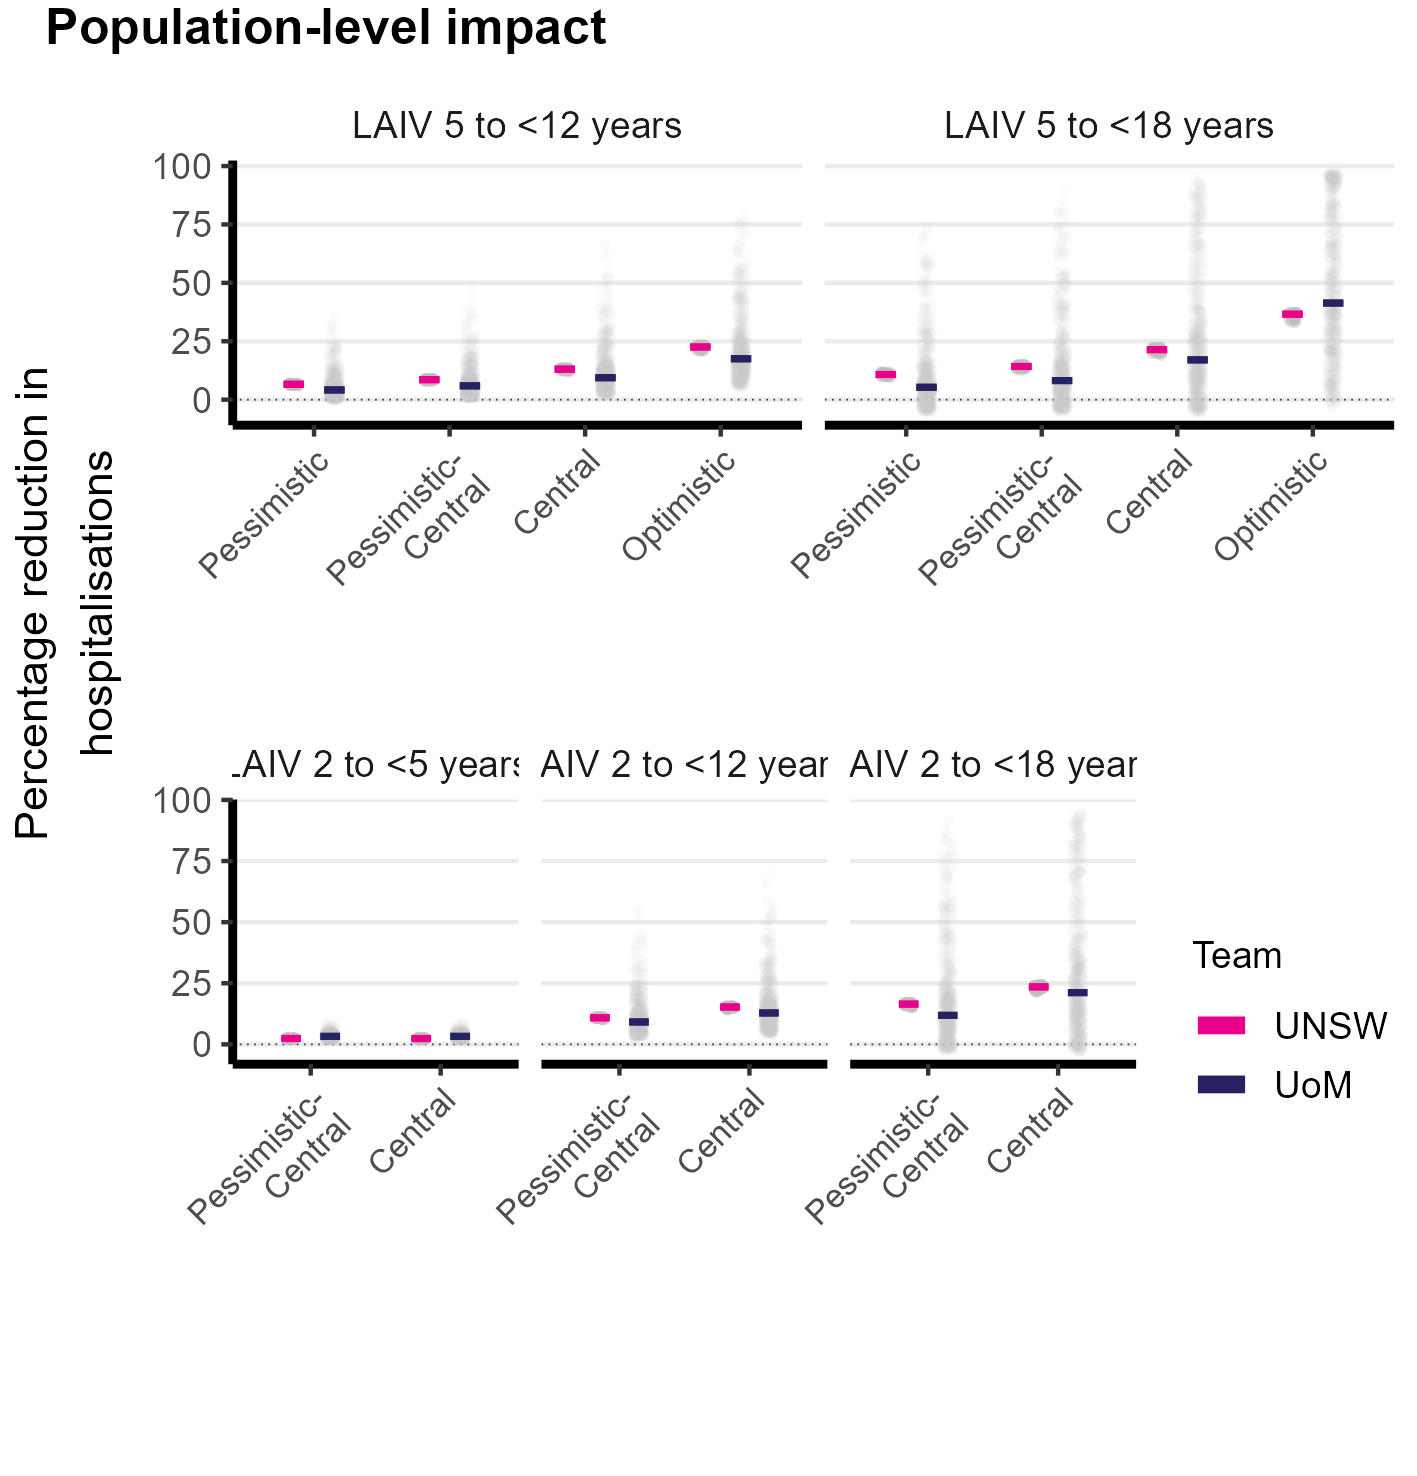 Population-level impact
LAIV 5 to <12 years
LAIV 5 to <18 years
Percentage reduction in
hospitalisations
100
75
50
25
0
Pessimistic
Pessimistic-
Central
Central
Optimistic
Pessimistic
Pessimistic-
Central
Central
Optimistic
LAIV 2 to <5 years
AIV 2 to <12 year
AIV 2 to <18 year
100
75
50
25
0
Pessimistic-
Central
Central
Pessimistic-
Central
Central
Pessimistic-
Central
Central
Team
UNSW
UoM